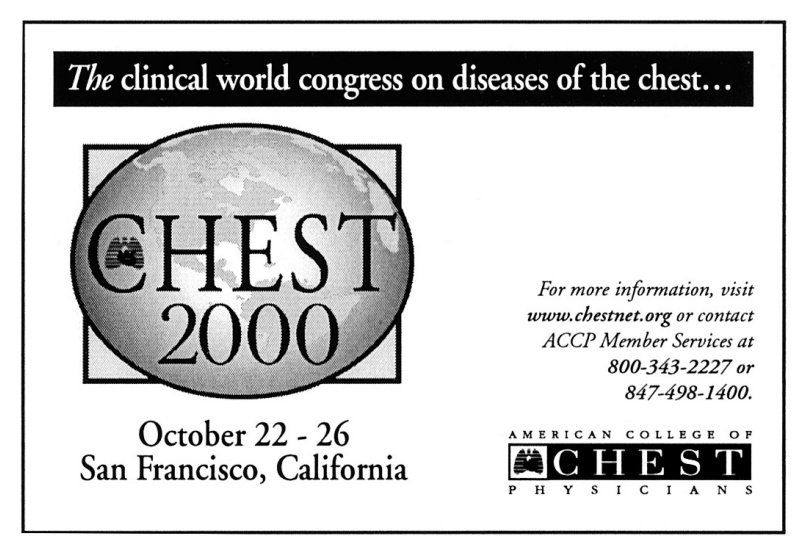 The clinical world congress on diseases of the chest...
CHEST
2000
October 22 - 26
San Francisco, California
For more information, visit
www.chestnet.org or contact
ACCP Member Services at
800-343-2227 or
847-498-1400.
AMERICAN COLLEGE OF
CHEST
PHYSICIANS